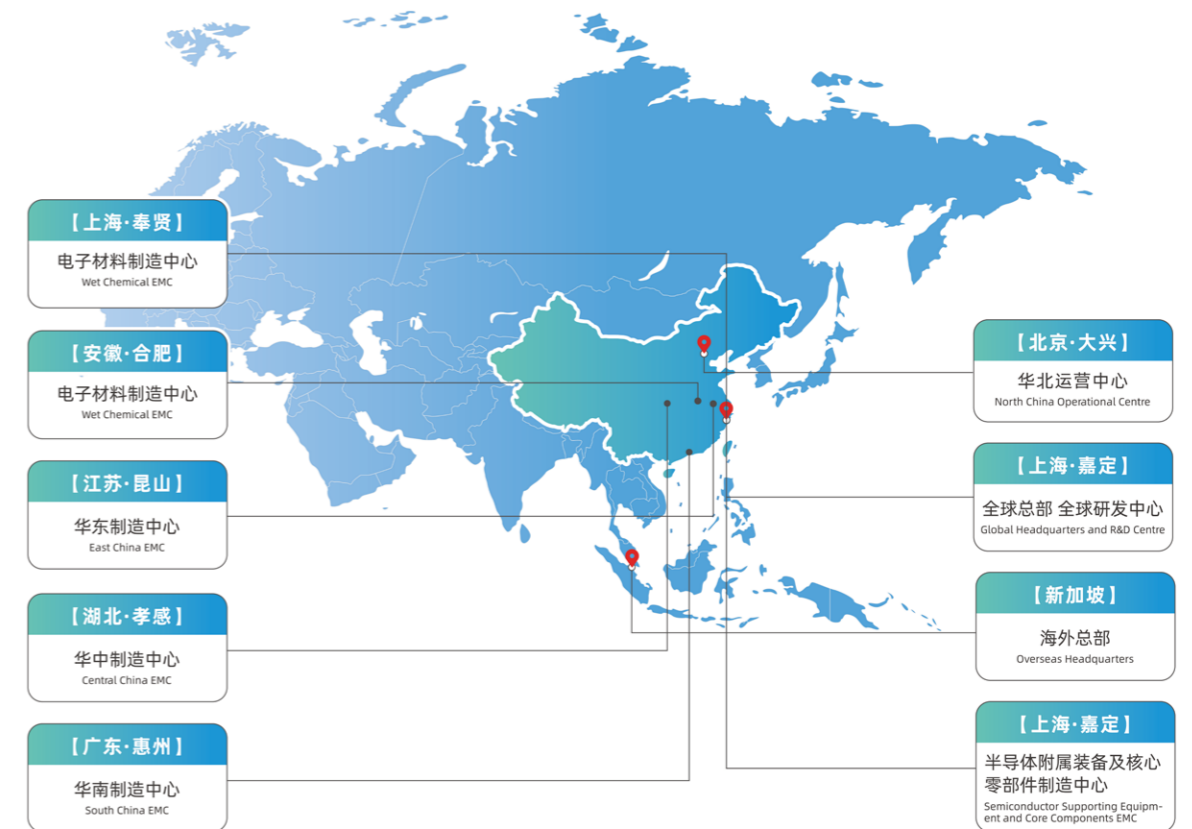 【上海·奉贤】
电子材料制造中心
Wet Chemical EMC
【安徽·合肥】
电子材料制造中心
Wet Chemical EMC
【江苏·昆山】
华东制造中心
East China EMC
【湖北·孝感】
华中制造中心
Central China EMC
【广东·惠州】
华南制造中心
South China EMC
【北京·大兴】
华北运营中心
North China Operational Centre
【上海·嘉定】
全球总部 全球研发中心
Global Headquarters and R&D Centre
【新加坡】
海外总部
Overseas Headquarters
【上海·嘉定】
半导体附属装备及核心
零部件制造中心
Semiconductor Supporting Equipm-
ent and Core Components EMC